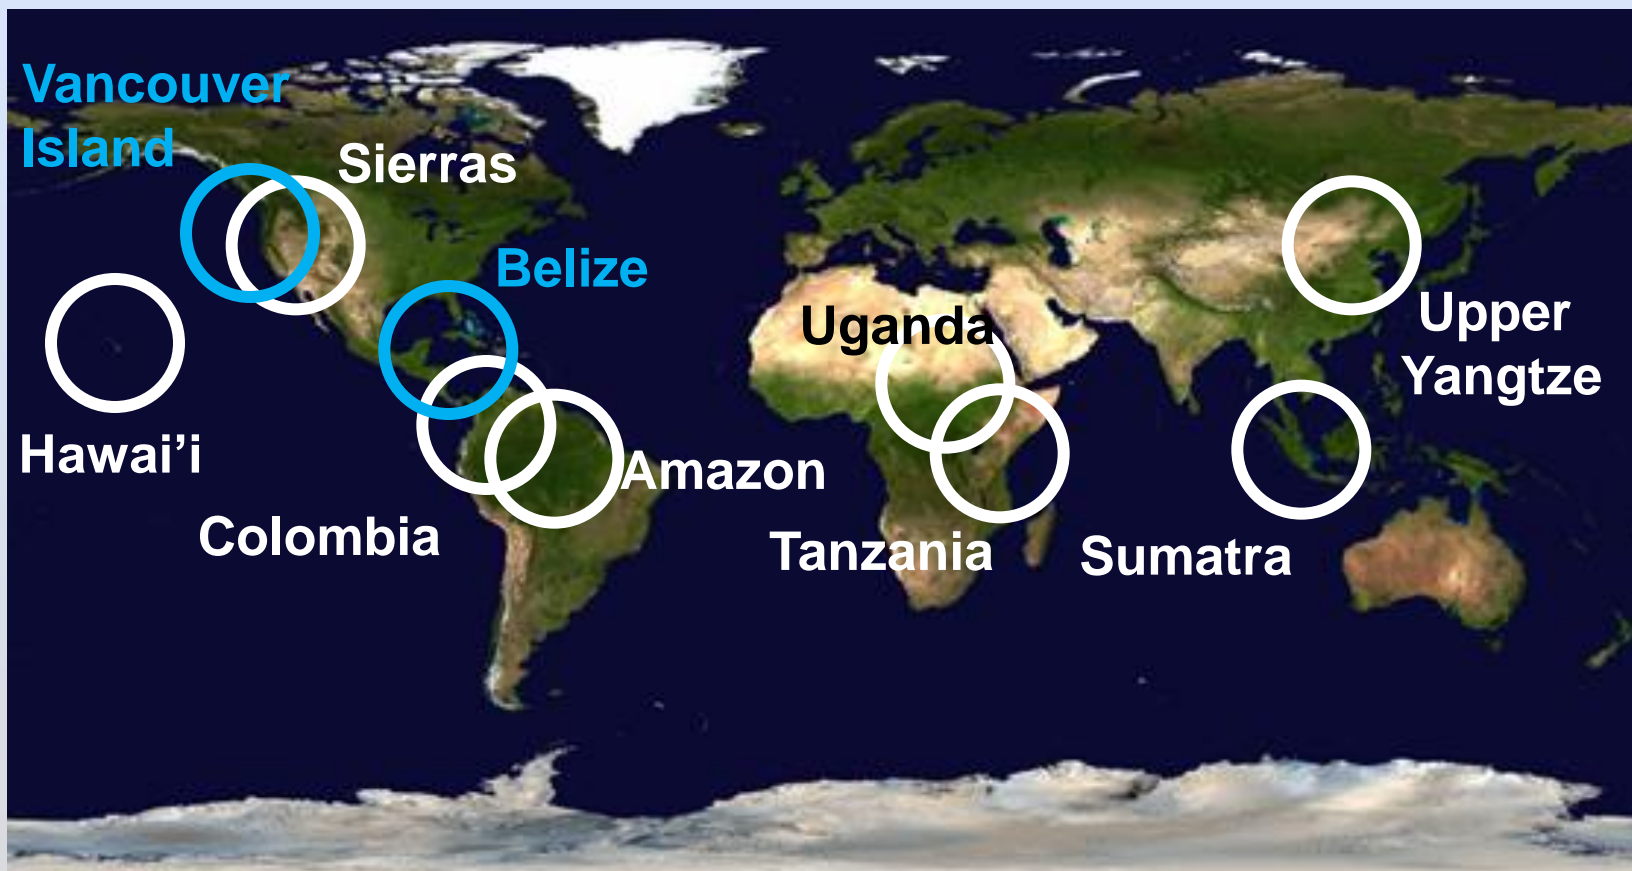 Vancouver
Island
Sierras
Belize
Uganda
Upper
Yangtze
Hawai’i
Amazon
Colombia
Tanzania
Sumatra